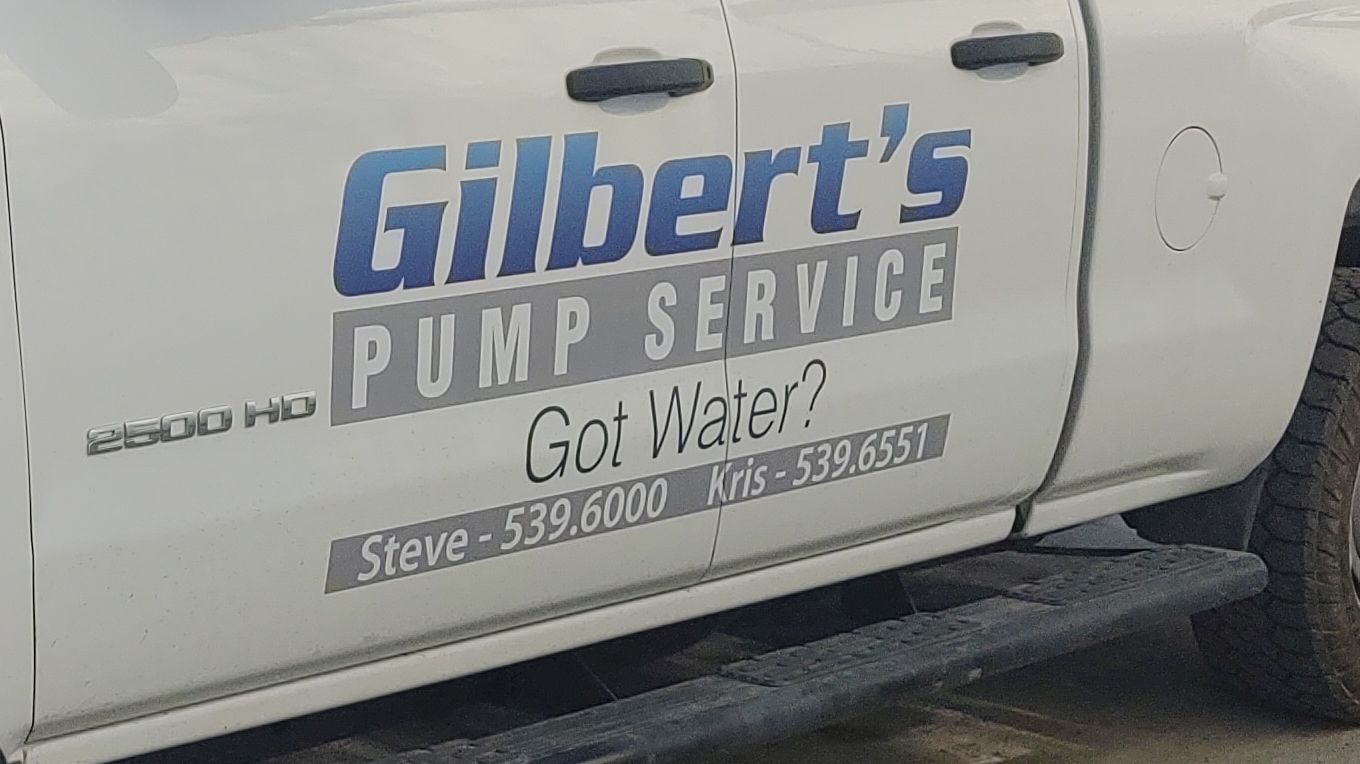 Gilbert's
PUMP SERVICE
2500 HD
Got Water?
Steve - 539.6000 Kris - 539.6551